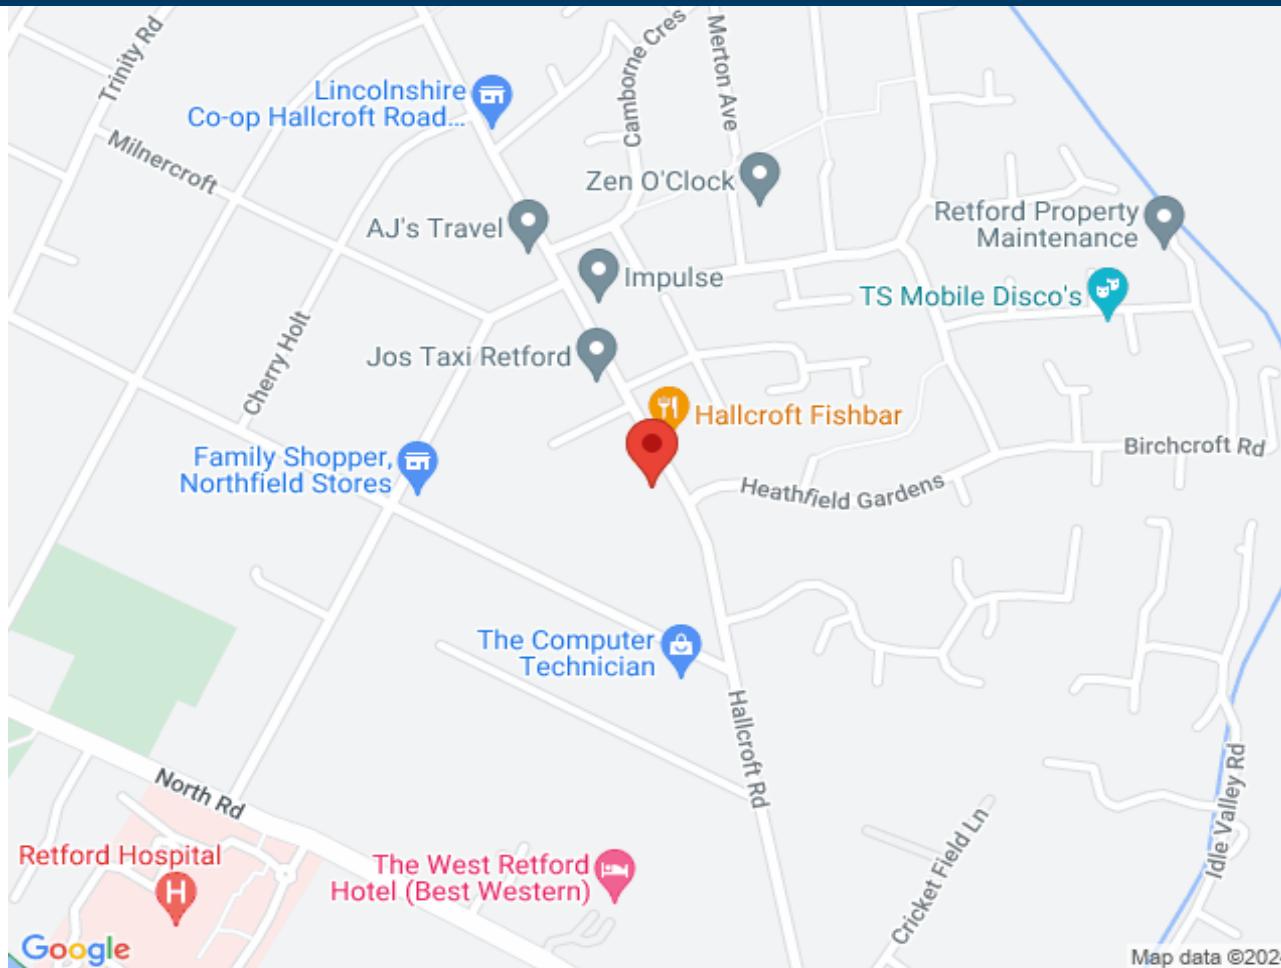 Trinity Rd
Camborne Cres
Merton Ave
Lincolnshire
Co-op Hallcroft Road...
Milnercroft
Zen O'Clock
AJ's Travel
Retford Property
Maintenance
Impulse
TS Mobile Disco's
Cherry Holt
Jos Taxi Retford
Hallcroft Fishbar
Birchcroft Rd
Family Shopper,
Northfield Stores
Heathfield Gardens
The Computer
Technician
Hallcroft Rd
North Rd
Idle Valley Rd
Cricket Field Ln
Retford Hospital
H
The West Retford
Hotel (Best Western)
Google
Map data ©202